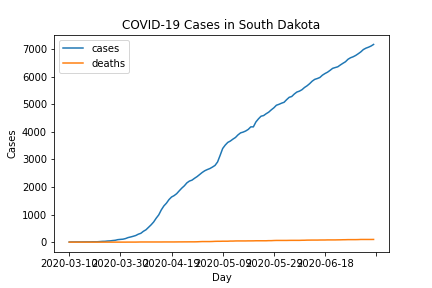 COVID-19 Cases in South Dakota
cases
deaths
7000
6000
5000
4000
3000
2000
1000
0
Cases
2020-03-10 2020-03-30 2020-04-19 2020-05-09 2020-05-29 2020-06-18
Day